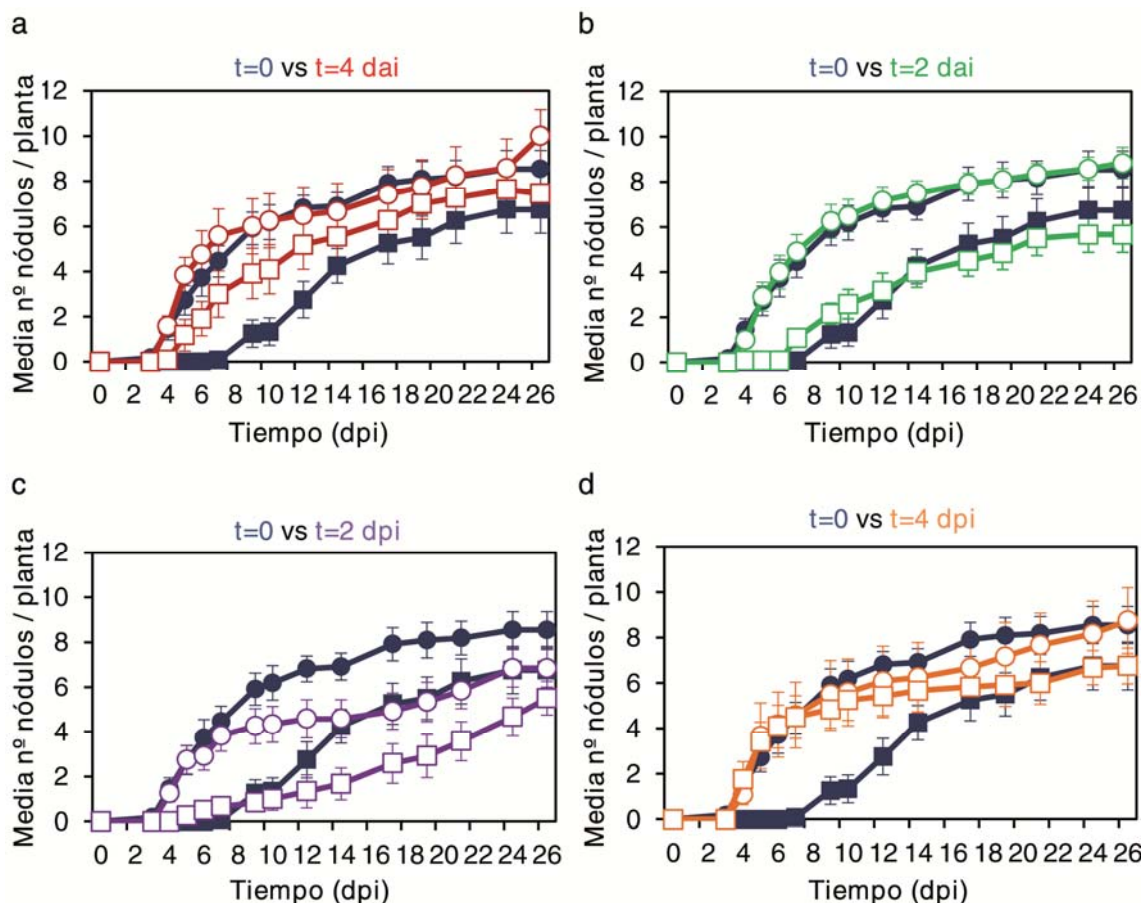 a
t=0 vs t=4 dai
Media nº nódulos / planta
12
10
8
6
4
2
0
0 2 4 6 8 10 12 14 16 18 20 22 24 26
Tiempo (dpi)
b
t=0 vs t=2 dai
Media nº nódulos / planta
12
10
8
6
4
2
0
0 2 4 6 8 10 12 14 16 18 20 22 24 26
Tiempo (dpi)
c
t=0 vs t=2 dpi
Media nº nódulos / planta
12
10
8
6
4
2
0
0 2 4 6 8 10 12 14 16 18 20 22 24 26
Tiempo (dpi)
d
t=0 vs t=4 dpi
Media nº nódulos / planta
12
10
8
6
4
2
0
0 2 4 6 8 10 12 14 16 18 20 22 24 26
Tiempo (dpi)